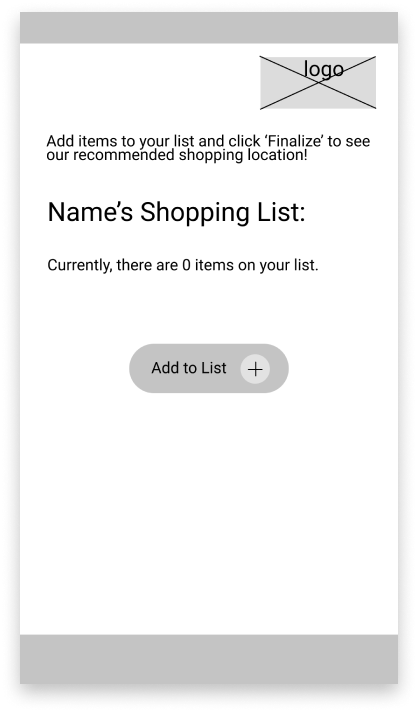 logo
Add items to your list and click ‘Finalize’ to see
our recommended shopping location!
Name’s Shopping List:
Currently, there are 0 items on your list.
Add to List +